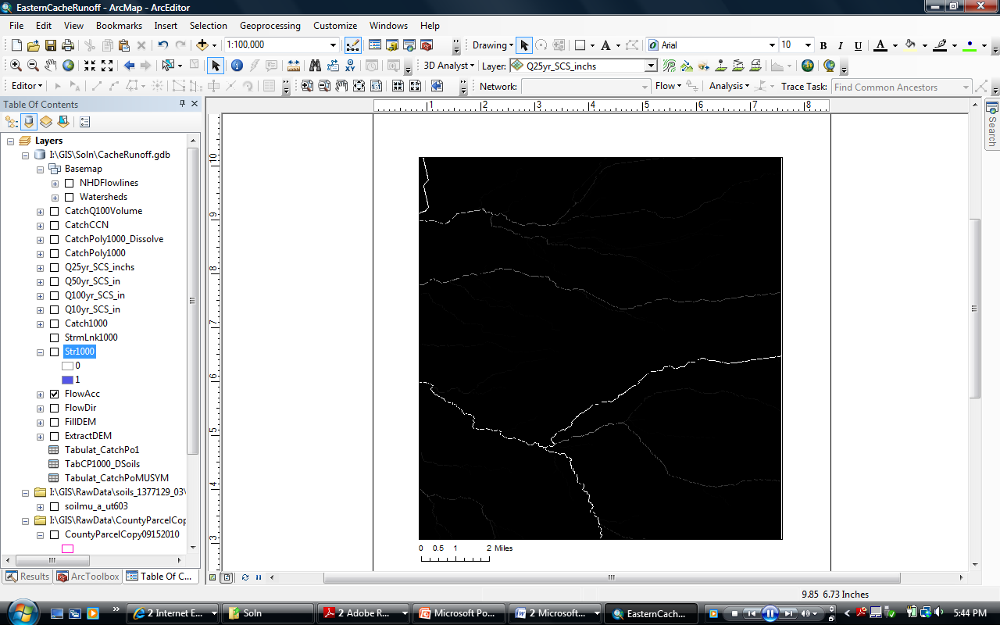 EasternCacheRunoff - ArcMap - ArcEditor
File Edit View Bookmarks Insert Selection Geoprocessing Customize Windows Help
1:100,000 Drawing A Arial 10 B I U A
3D Analyst Layer: Q25yr_SCS_inchs
Editor Network: Flow Analysis Trace Task: Find Common Ancestors
Table Of Contents
1 2 3 4 5 6 7 8
Search
Layers
I:\GIS\Soln\CacheRunoff.gdb
Basemap
NHDFlowlines
Watersheds
CatchQ100Volume
CatchCCN
CatchPoly1000_Dissolve
CatchPoly1000
Q25yr_SCS_inchs
Q50yr_SCS_in
Q100yr_SCS_in
Q10yr_SCS_in
Catch1000
StrmLnk1000
Str1000
0
1
FlowAcc
FlowDir
FillDEM
ExtractDEM
Tabulat_CatchPo1
TabCP1000_DSoils
Tabulat_CatchPoMUSYM
I:\GIS\RawData\soils_1377129_03\
soilmu_a_ut603
I:\GIS\RawData\CountyParcelCop
CountyParcelCopy09152010
10
9
8
7
6
5
4
3
0 0.5 1 2 Miles
Results ArcToolbox Table Of C...
9.85 6.73 Inches
2 Internet E... Soln 2 Adobe R... Microsoft Po... 2 Microsoft... EasternCach... 5:44 PM